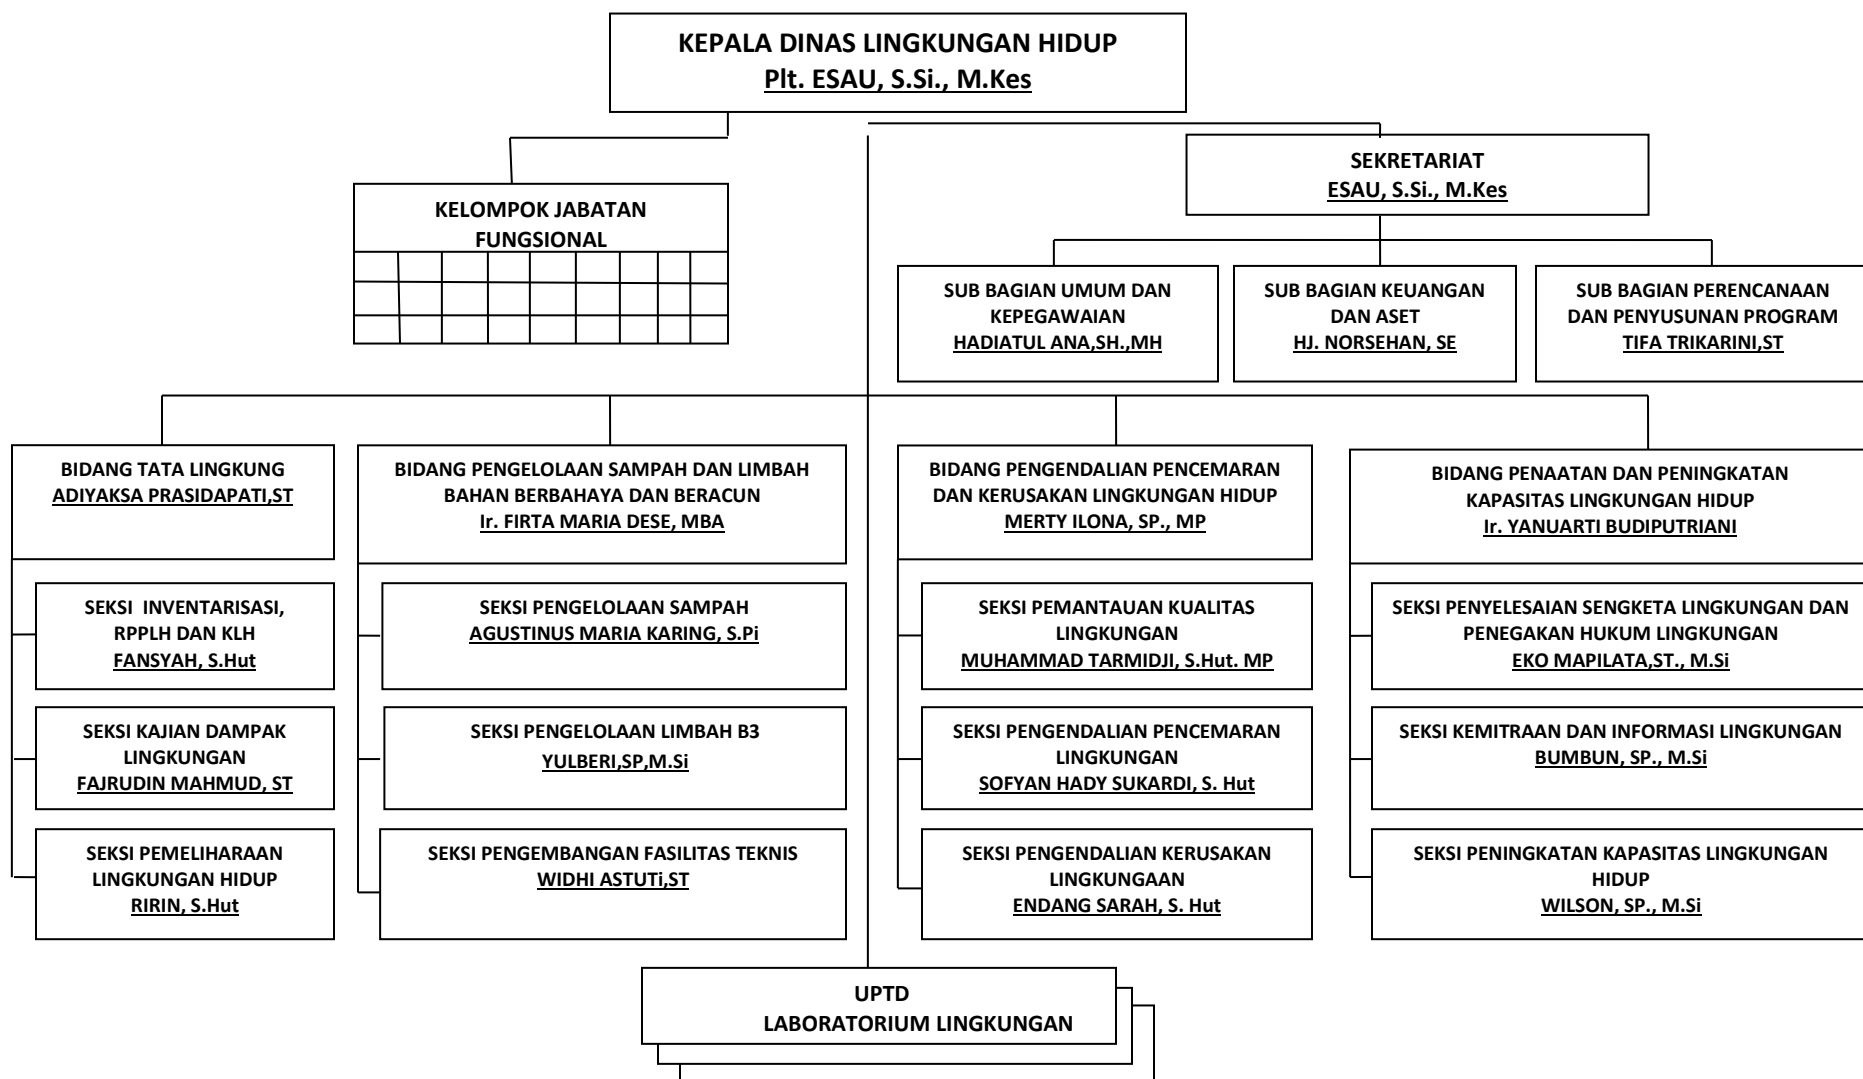 KEPALA DINAS LINGKUNGAN HIDUP
Plt. ESAU, S.Si., M.Kes
SEKRETARIAT
ESAU, S.Si., M.Kes
KELOMPOK JABATAN
FUNGSIONAL
SUB BAGIAN UMUM DAN
KEPEGAWAIAN
HADIATUL ANA,SH.,MH
SUB BAGIAN KEUANGAN
DAN ASET
HJ. NORSEHAN, SE
SUB BAGIAN PERENCANAAN
DAN PENYUSUNAN PROGRAM
TIFA TRIKARINI,ST
BIDANG TATA LINGKUNG
ADIYAKSA PRASIDAPATI,ST
BIDANG PENGELOLAAN SAMPAH DAN LIMBAH
BAHAN BERBAHAYA DAN BERACUN
Ir. FIRTA MARIA DESE, MBA
BIDANG PENGENDALIAN PENCEMARAN
DAN KERUSAKAN LINGKUNGAN HIDUP
MERTY ILONA, SP., MP
BIDANG PENAATAN DAN PENINGKATAN
KAPASITAS LINGKUNGAN HIDUP
Ir. YANUARTI BUDIPUTRIANI
SEKSI  INVENTARISASI,
RPPLH DAN KLH
FANSYAH, S.Hut
SEKSI PENGELOLAAN SAMPAH
AGUSTINUS MARIA KARING, S.Pi
SEKSI PEMANTAUAN KUALITAS
LINGKUNGAN
MUHAMMAD TARMIDJI, S.Hut. MP
SEKSI PENYELESAIAN SENGKETA LINGKUNGAN DAN
PENEGAKAN HUKUM LINGKUNGAN
EKO MAPILATA,ST., M.Si
SEKSI KAJIAN DAMPAK
LINGKUNGAN
FAJRUDIN MAHMUD, ST
SEKSI PENGELOLAAN LIMBAH B3
YULBERI,SP,M.Si
SEKSI PENGENDALIAN PENCEMARAN
LINGKUNGAN
SOFYAN HADY SUKARDI, S. Hut
SEKSI KEMITRAAN DAN INFORMASI LINGKUNGAN
BUMBUN, SP., M.Si
SEKSI PEMELIHARAAN
LINGKUNGAN HIDUP
RIRIN, S.Hut
SEKSI PENGEMBANGAN FASILITAS TEKNIS
WIDHI ASTUTi,ST
SEKSI PENGENDALIAN KERUSAKAN
LINGKUNGAAN
ENDANG SARAH, S. Hut
SEKSI PENINGKATAN KAPASITAS LINGKUNGAN
HIDUP
WILSON, SP., M.Si
UPTD
LABORATORIUM LINGKUNGAN